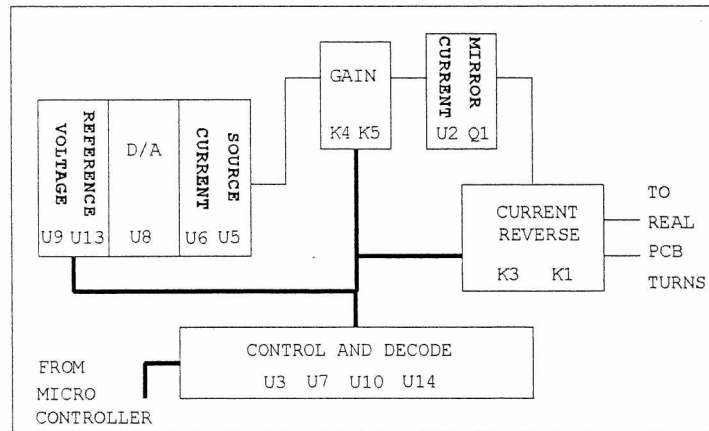 VOLTAGE
REFERENCE
U9 U13
D/A
U8
CURRENT
SOURCE
U6 U5
GAIN
K4 K5
CURRENT
MIRROR
U2 Q1
CURRENT
REVERSE
K3 K1
TO
REAL
PCB
TURNS
CONTROL AND DECODE
U3 U7 U10 U14
FROM
MICRO
CONTROLLER